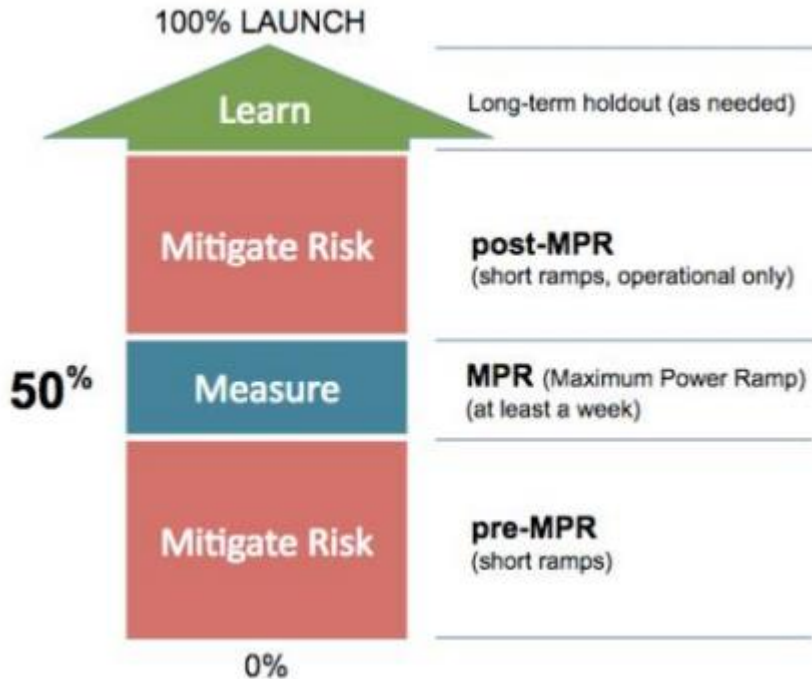 100% LAUNCH
Learn
Long-term holdout (as needed)
Mitigate Risk
post-MPR
(short ramps, operational only)
50%
Measure
MPR (Maximum Power Ramp)
(at least a week)
Mitigate Risk
pre-MPR
(short ramps)
0%